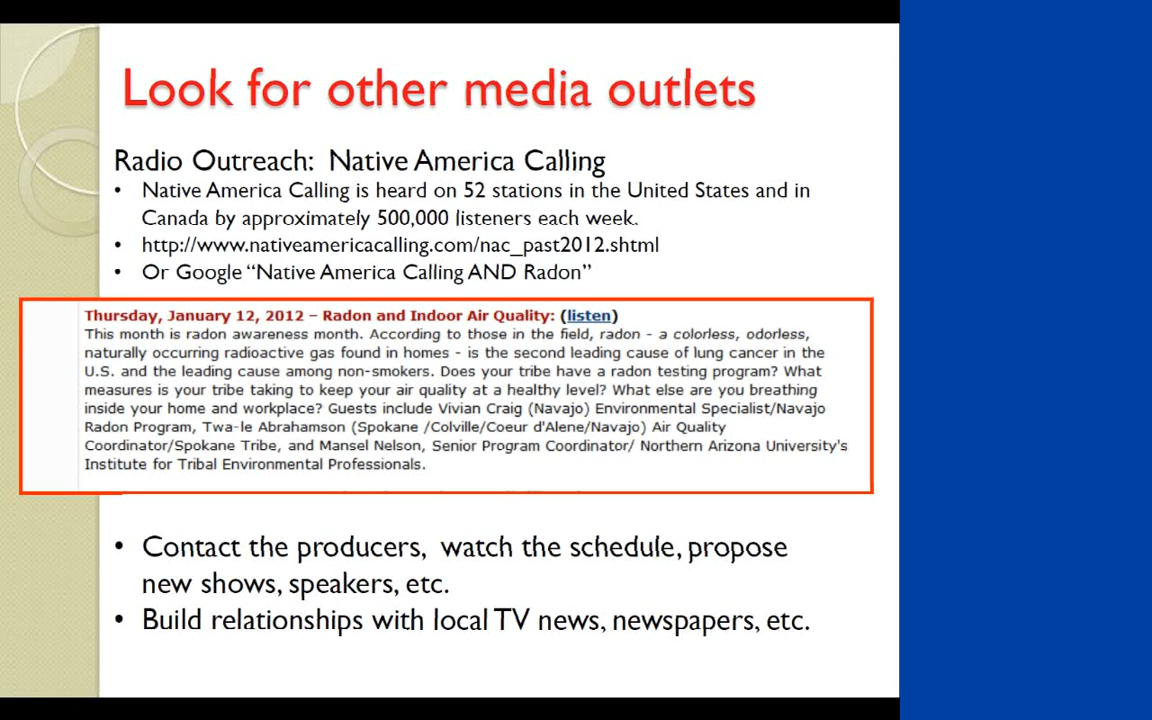 Look for other media outlets
Radio Outreach:  Native America Calling
• Native America Calling is heard on 52 stations in the United States and in
Canada by approximately 500,000 listeners each week.
• http://www.nativeamericacalling.com/nac_past2012.shtml
• Or Google “Native America Calling AND Radon”
Thursday, January 12, 2012 – Radon and Indoor Air Quality: (listen)
This month is radon awareness month. According to those in the field, radon - a colorless, odorless,
naturally occurring radioactive gas found in homes - is the second leading cause of lung cancer in the
U.S. and the leading cause among non-smokers. Does your tribe have a radon testing program? What
measures is your tribe taking to keep your air quality at a healthy level? What else are you breathing
inside your home and workplace? Guests include Vivian Craig (Navajo) Environmental Specialist/Navajo
Radon Program, Twa-le Abrahamson (Spokane /Colville/Coeur d'Alene/Navajo) Air Quality
Coordinator/Spokane Tribe, and Mansel Nelson, Senior Program Coordinator/ Northern Arizona University's
Institute for Tribal Environmental Professionals.
• Contact the producers,  watch the schedule, propose
new shows, speakers, etc.
• Build relationships with local TV news, newspapers, etc.